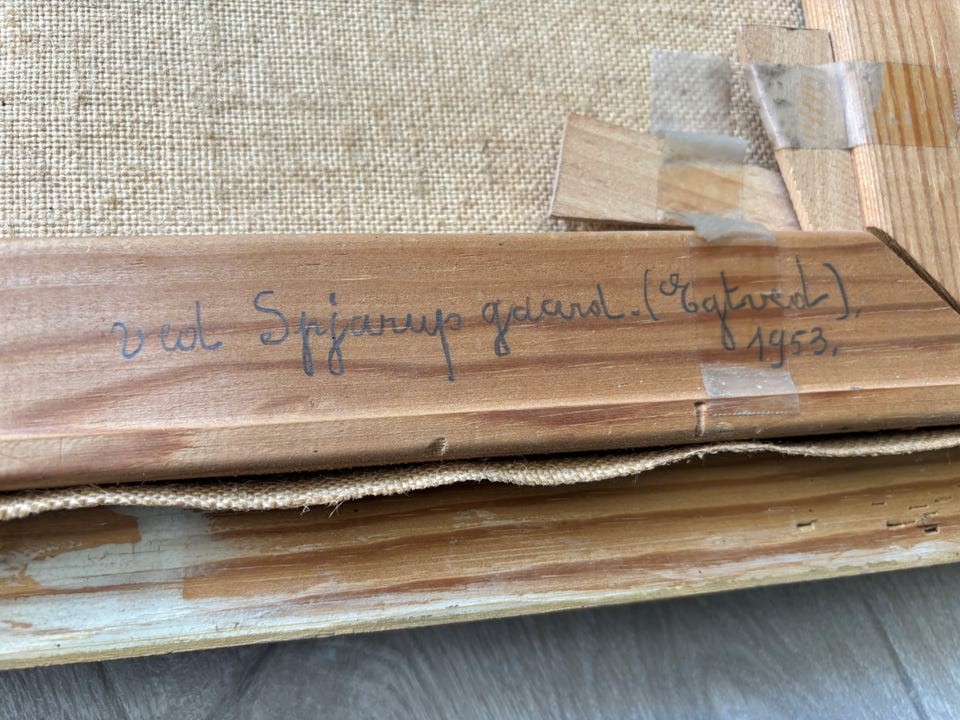 ved Spjarup gaard. (Egtved),
1953.